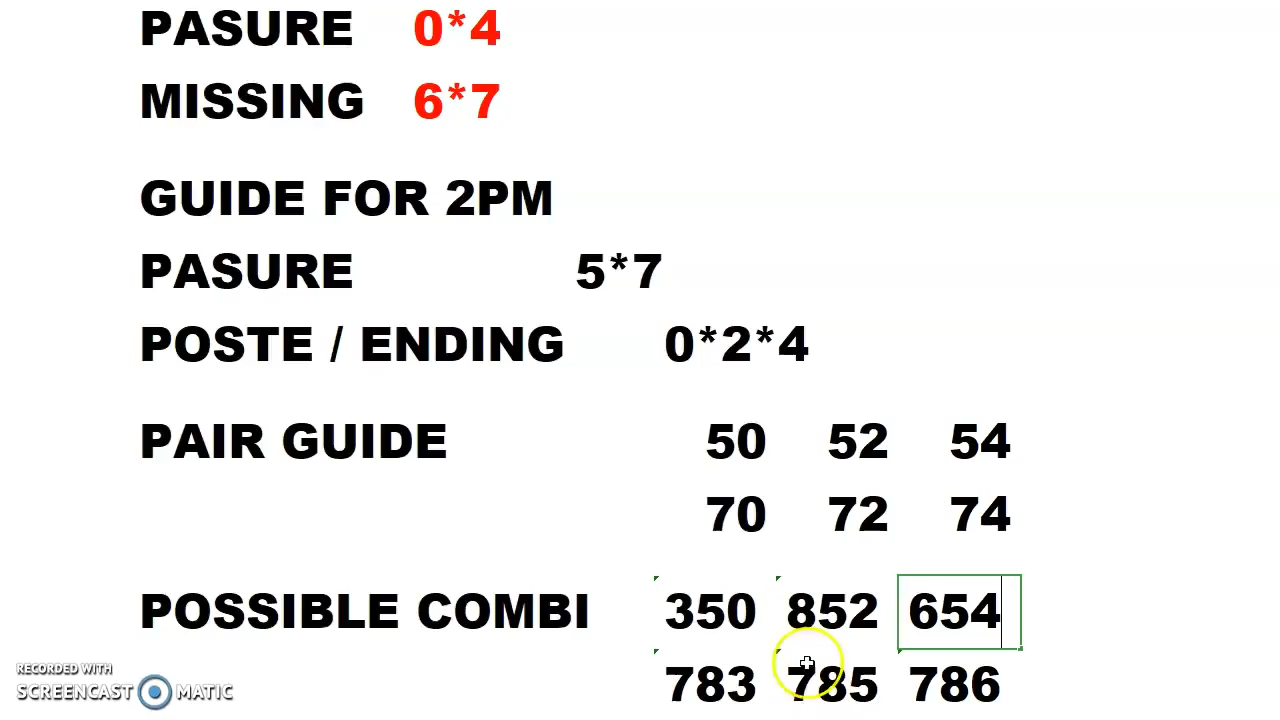 PASURE 0*4
MISSING 6*7
GUIDE FOR 2PM
PASURE 5*7
POSTE / ENDING 0*2*4
PAIR GUIDE 50 52 54
70 72 74
POSSIBLE COMBI 350 852 654
783 785 786
RECORDED WITH
SCREENCAST MATIC